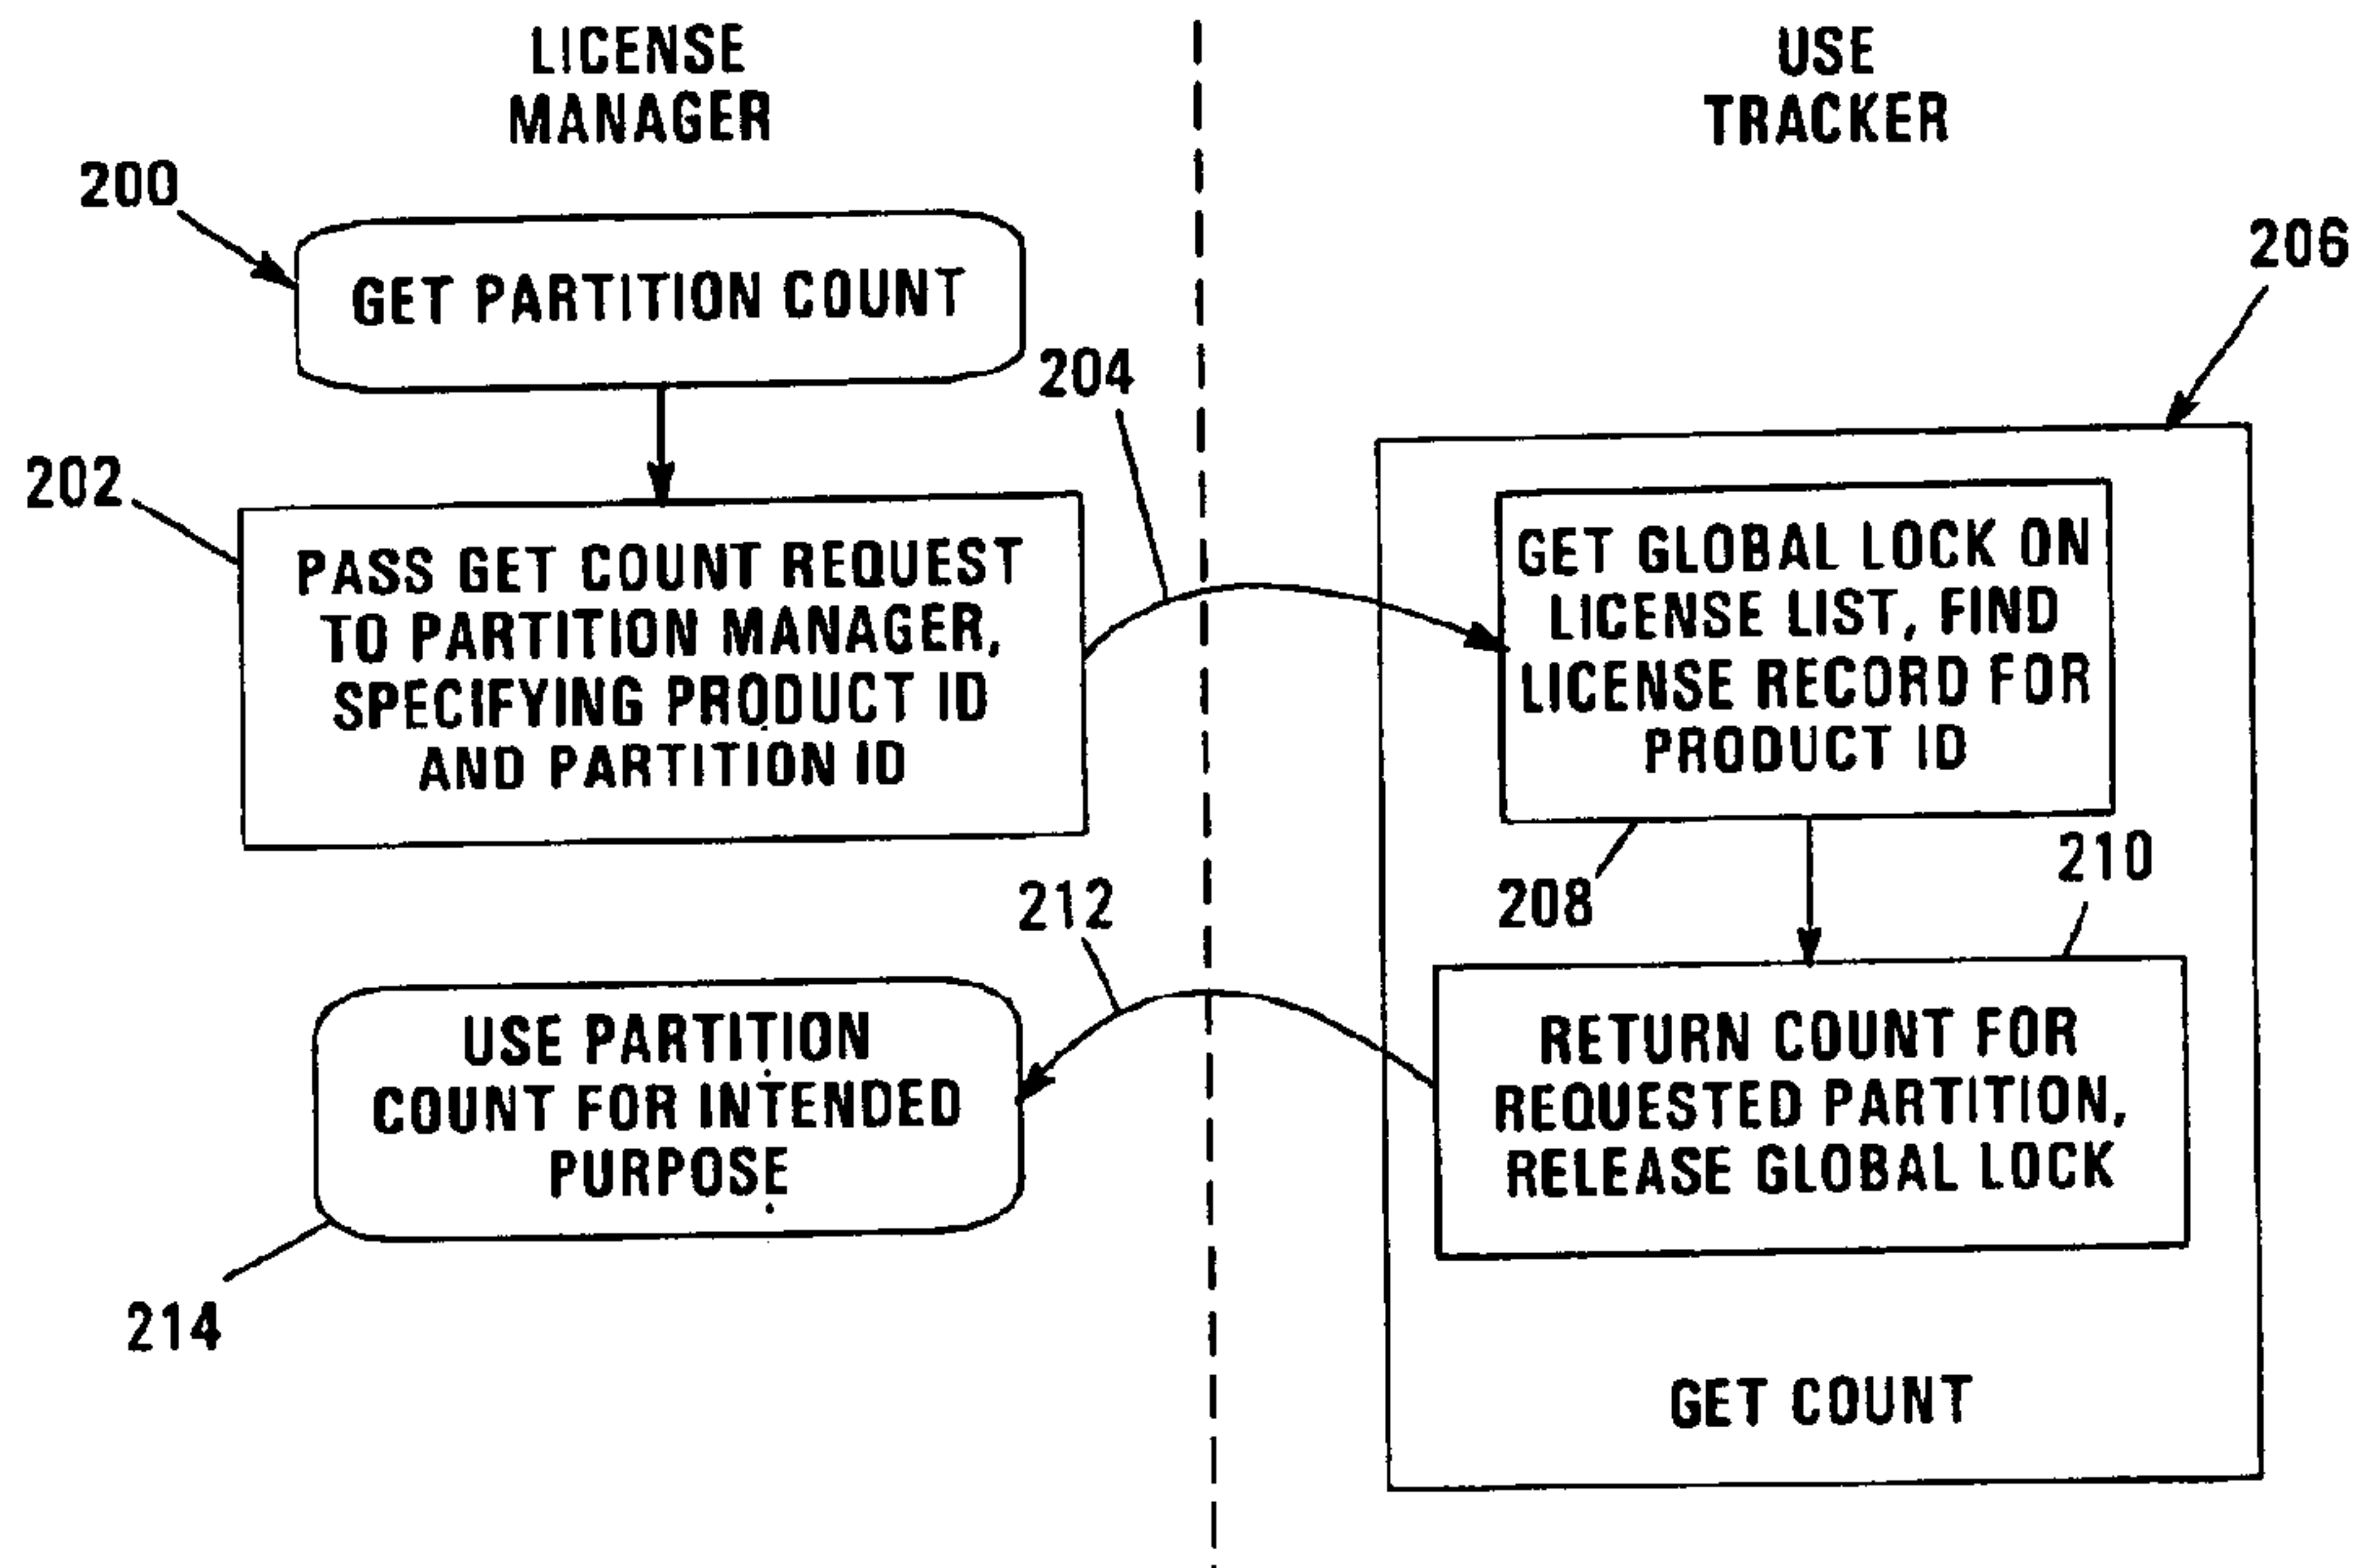 LICENSE
MANAGER
USE
TRACKER
200
GET PARTITION COUNT
204
206
202
PASS GET COUNT REQUEST
TO PARTITION MANAGER,
SPECIFYING PRODUCT ID
AND PARTITION ID
GET GLOBAL LOCK ON
LICENSE LIST, FIND
LICENSE RECORD FOR
PRODUCT ID
208
210
212
USE PARTITION
COUNT FOR INTENDED
PURPOSE
214
RETURN COUNT FOR
REQUESTED PARTITION,
RELEASE GLOBAL LOCK
GET COUNT